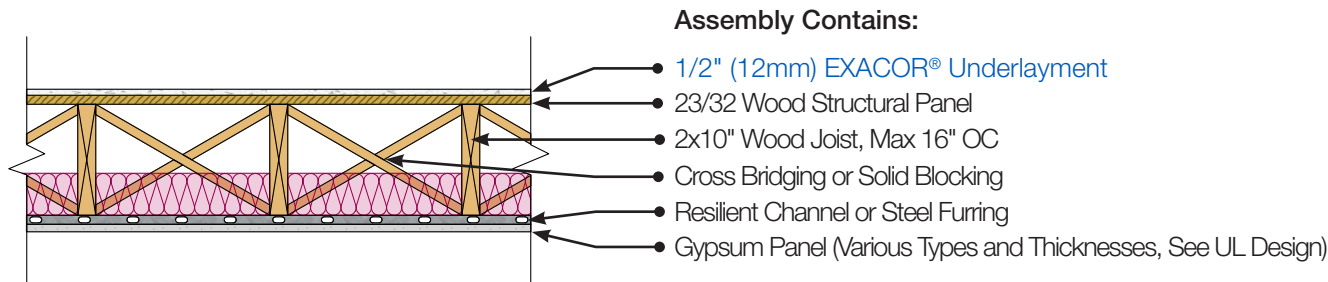 Assembly Contains:
1/2" (12mm) EXACOR® Underlayment
23/32 Wood Structural Panel
2x10" Wood Joist, Max 16" OC
Cross Bridging or Solid Blocking
Resilient Channel or Steel Furring
Gypsum Panel (Various Types and Thicknesses, See UL Design)